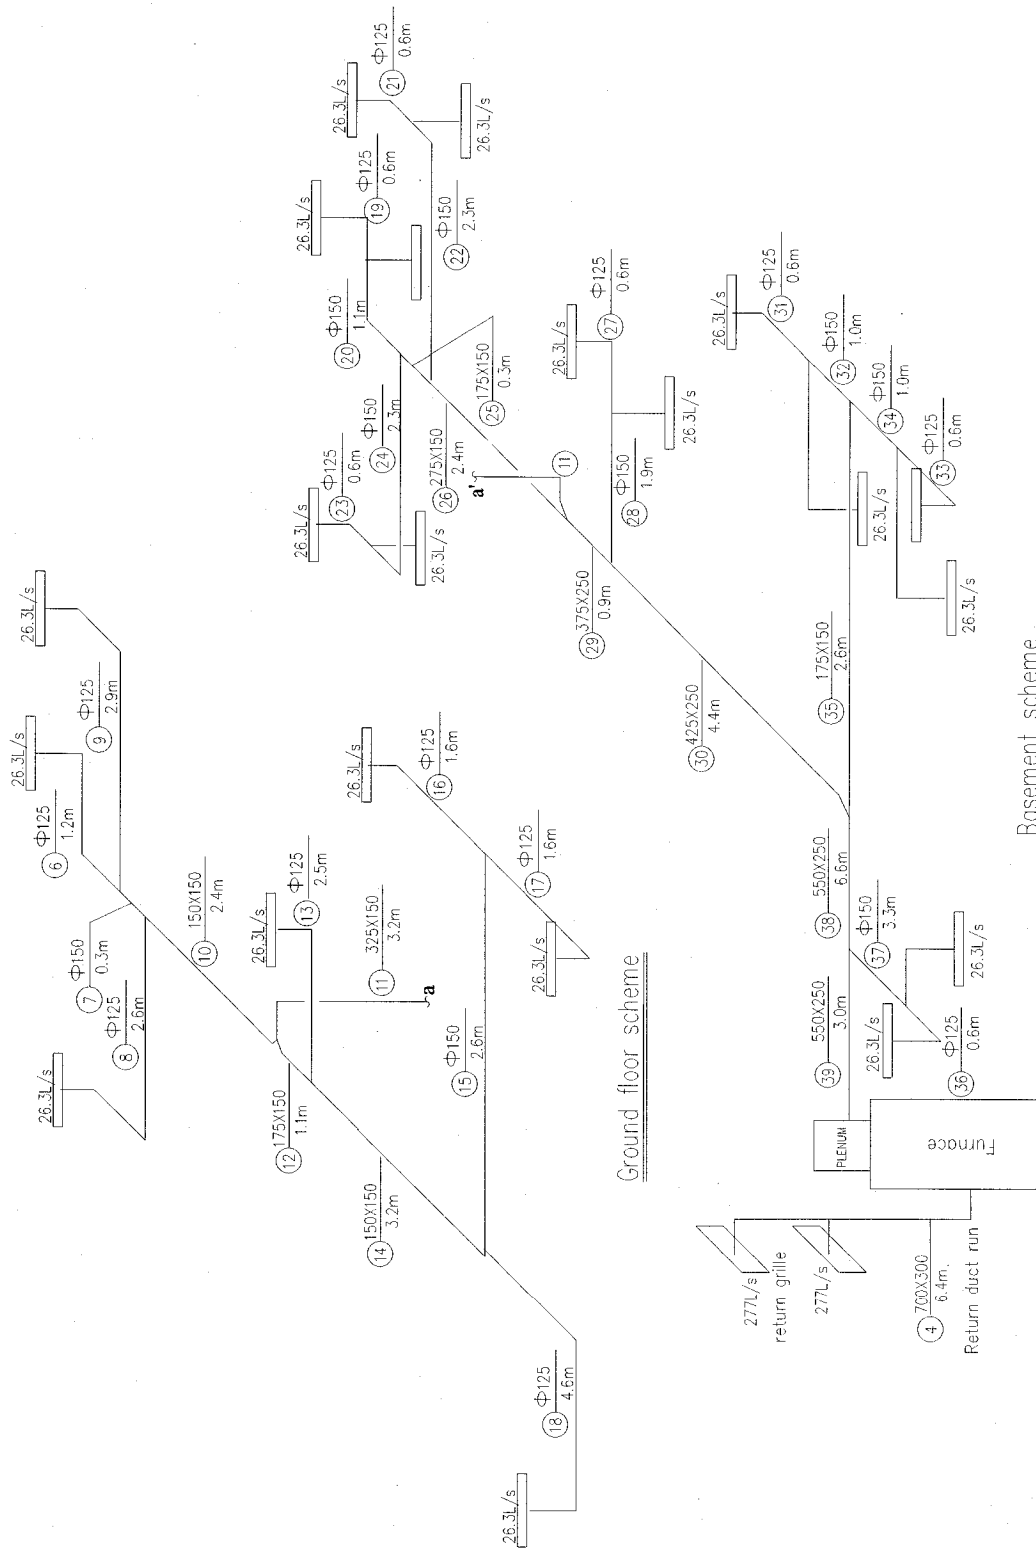 26.3L/s
26.3L/s
6 Φ125
1.2m
9 Φ125
2.9m
7 Φ150
0.3m
8 Φ125
2.6m
26.3L/s
10 150X150
2.4m
26.3L/s
13 Φ125
2.5m
11 325X150
3.2m
a
12 175X150
1.1m
14 150X150
3.2m
26.3L/s
16 Φ125
1.6m
17 Φ125
1.6m
26.3L/s
15 Φ150
2.6m
18 Φ125
4.6m
26.3L/s
Ground floor scheme
26.3L/s
21 Φ125
0.6m
26.3L/s
26.3L/s
19 Φ125
0.6m
20 Φ150
1.1m
22 Φ150
2.3m
26.3L/s
23 Φ125
0.6m
24 Φ150
2.3m
26.3L/s
25 175X150
0.3m
26 275X150
2.4m
a'
11
26.3L/s
27 Φ125
0.6m
26.3L/s
28 Φ150
1.9m
29 375X250
0.9m
30 425X250
4.4m
26.3L/s
31 Φ125
0.6m
32 Φ150
1.0m
34 Φ150
1.0m
33 Φ125
0.6m
26.3L/s
26.3L/s
35 175X150
2.6m
38 550X250
6.6m
37 Φ150
3.3m
26.3L/s
26.3L/s
36 Φ125
0.6m
39 550X250
3.0m
PLENUM
Furnace
277L/s
return grille
277L/s
4 700X300
6.4m.
Return duct run
Basement scheme